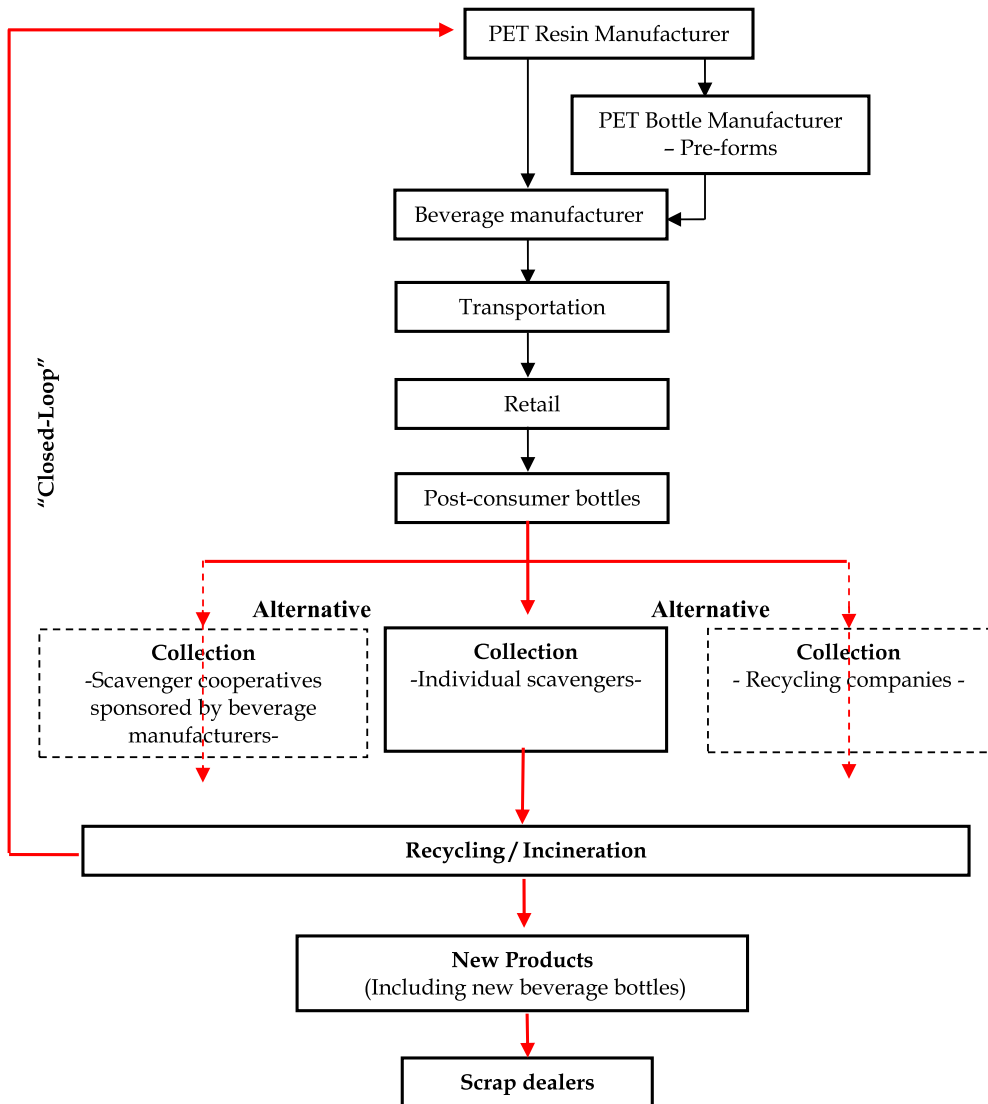 PET Resin Manufacturer
PET Bottle Manufacturer
– Pre-forms
Beverage manufacturer
Transportation
Retail
“Closed-Loop”
Post-consumer bottles
Alternative
Alternative
Collection
-Scavenger cooperatives
sponsored by beverage
manufacturers-
Collection
-Individual scavengers-
Collection
- Recycling companies -
Recycling / Incineration
New Products
(Including new beverage bottles)
Scrap dealers